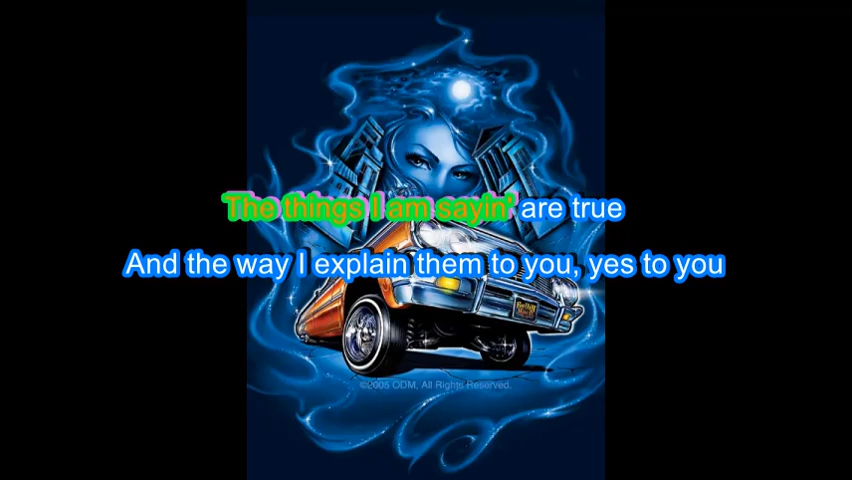 The things I am sayin' are true
And the way I explain them to you, yes to you
©2005 ODM, All Rights Reserved.